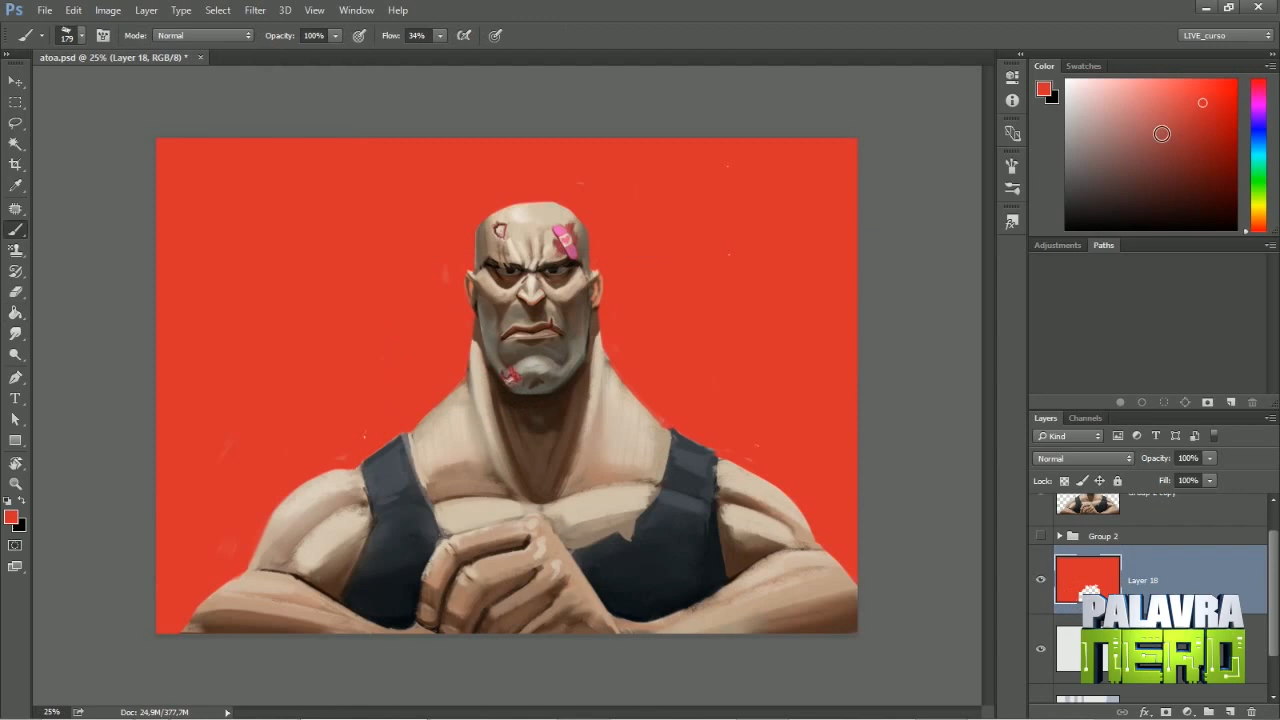 Ps File Edit Image Layer Type Select Filter 3D View Window Help
179 Mode: Normal Opacity: 100% Flow: 34% LIVE_curso
atoa.psd @ 25% (Layer 18, RGB/8) *
Color Swatches
Adjustments Paths
Layers Channels
Kind
Normal Opacity: 100%
Lock: Fill: 100%
Group 2
Layer 18
PALAVRA
NERD
25% Doc: 24,9M/377,7M